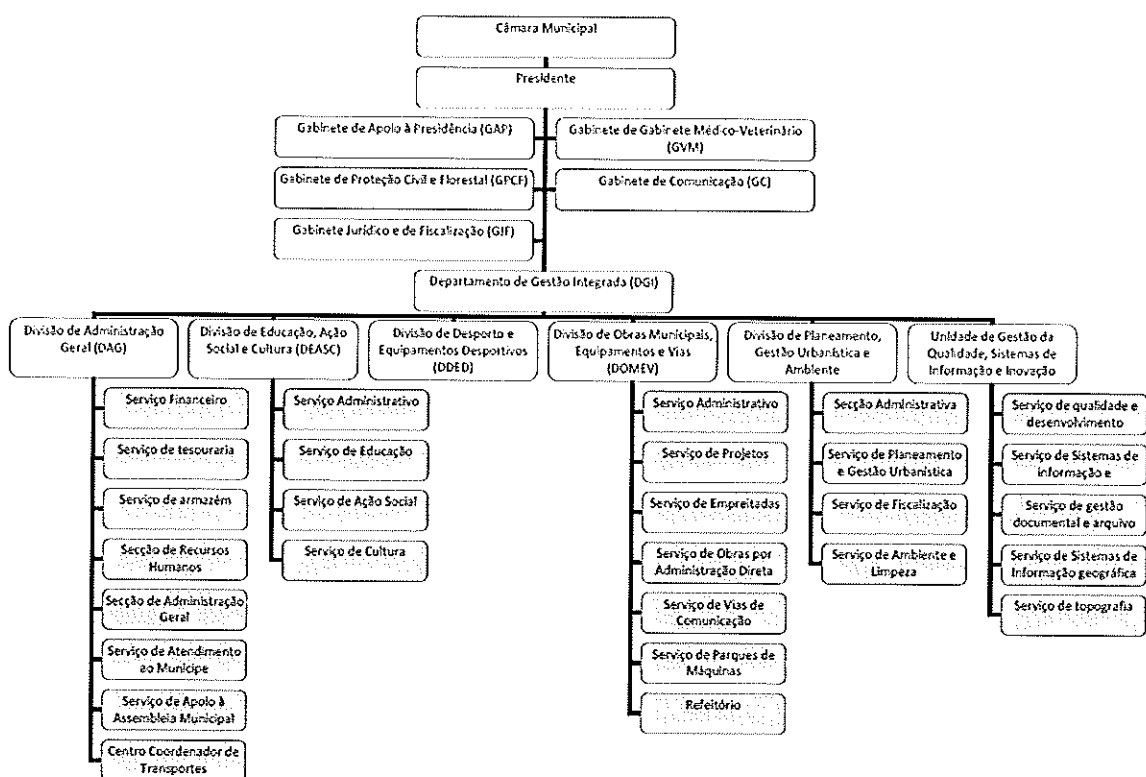 Câmara Municipal
Presidente
Gabinete de Apoio à Presidência (GAP)
Gabinete de Gabinete Médico-Veterinário
(GVM)
Gabinete de Proteção Civil e Florestal (GPCF)
Gabinete de Comunicação (GC)
Gabinete Jurídico e de Fiscalização (GJF)
Departamento de Gestão Integrada (DGI)
Divisão de Administração
Geral (DAG)
Divisão de Educação, Ação
Social e Cultura (DEASC)
Divisão de Desporto e
Equipamentos Desportivos
(DDED)
Divisão de Obras Municipais,
Equipamentos e Vias
(DOMEV)
Divisão de Planeamento,
Gestão Urbanística e
Ambiente
Unidade de Gestão da
Qualidade, Sistemas de
Informação e Inovação
Serviço Financeiro
Serviço de tesouraria
Serviço de armazém
Secção de Recursos
Humanos
Secção de Administração
Geral
Serviço de Atendimento
ao Munícipe
Serviço de Apoio à
Assembleia Municipal
Centro Coordenador de
Transportes
Serviço Administrativo
Serviço de Educação
Serviço de Ação Social
Serviço de Cultura
Serviço Administrativo
Serviço de Projetos
Serviço de Empreitadas
Serviço de Obras por
Administração Direta
Serviço de Vias de
Comunicação
Serviço de Parques de
Máquinas
Refeitório
Secção Administrativa
Serviço de Planeamento
e Gestão Urbanística
Serviço de Fiscalização
Serviço de Ambiente e
Limpeza
Serviço de qualidade e
desenvolvimento
Serviço de Sistemas de
informação e
Serviço de gestão
documental e arquivo
Serviço de Sistemas de
Informação geográfica
Serviço de topografia